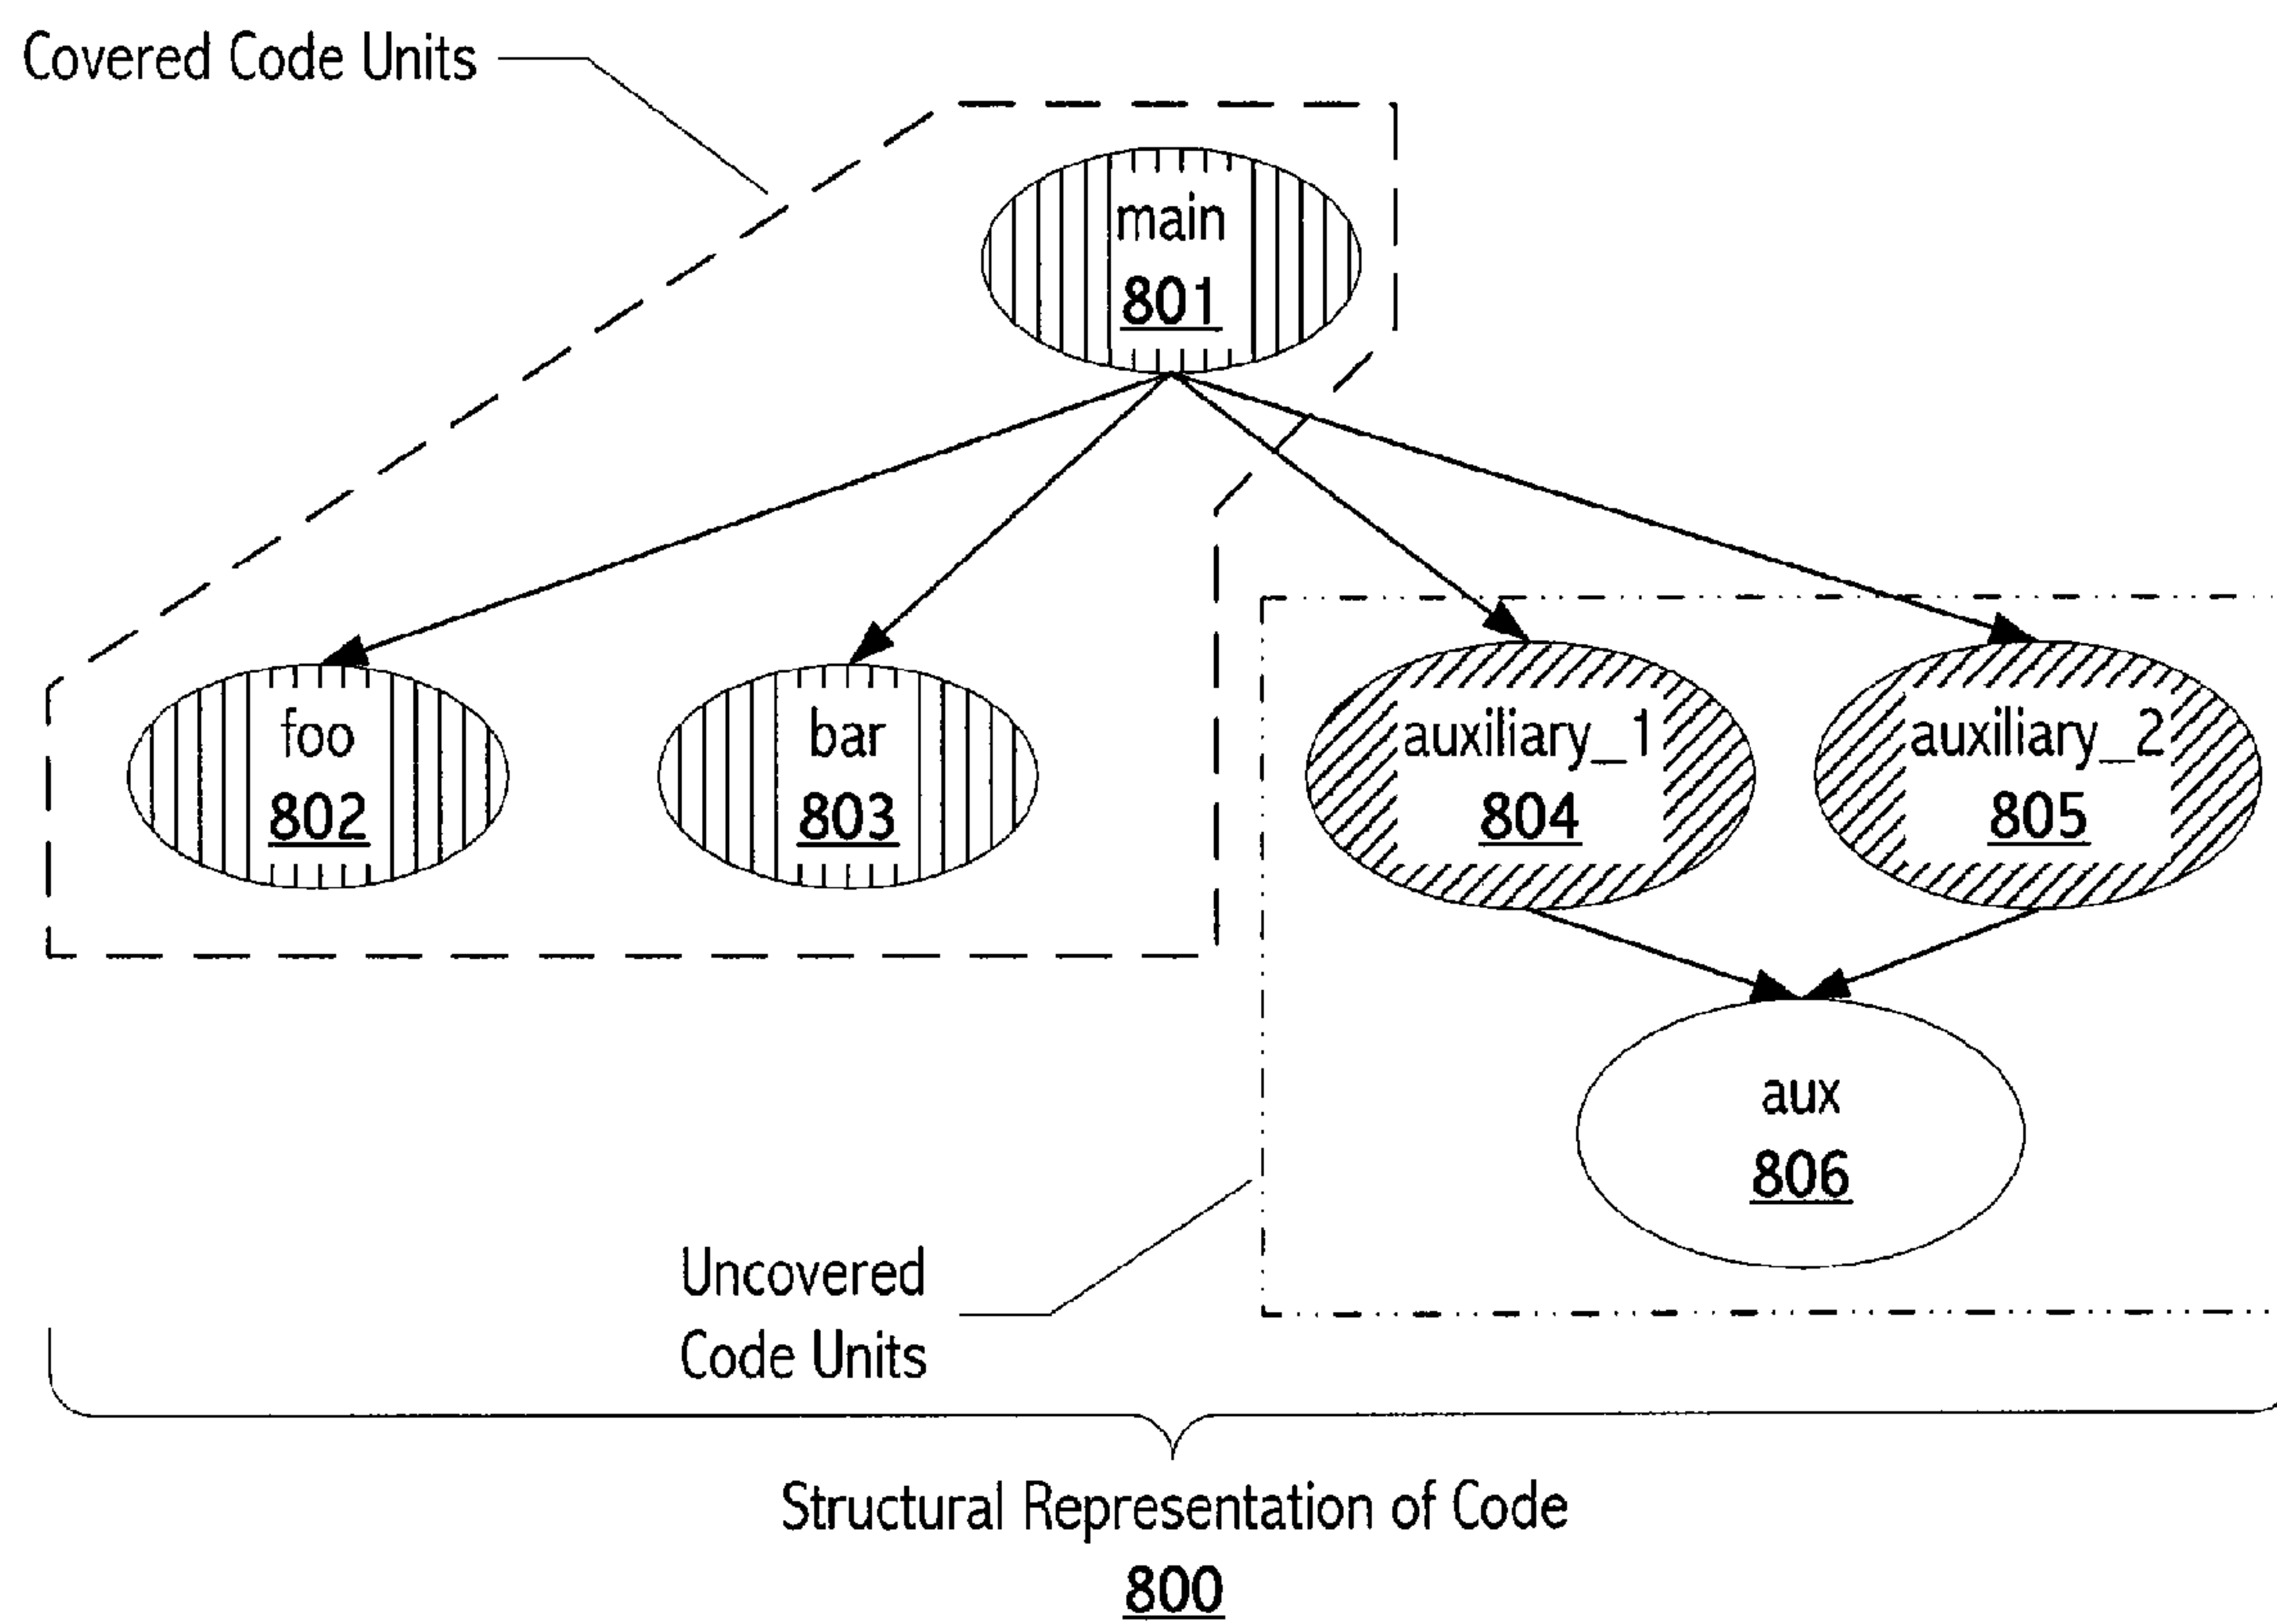 Covered Code Units
main
801
foo
802
bar
803
auxiliary_1
804
auxiliary_2
805
aux
806
Uncovered
Code Units
Structural Representation of Code
800